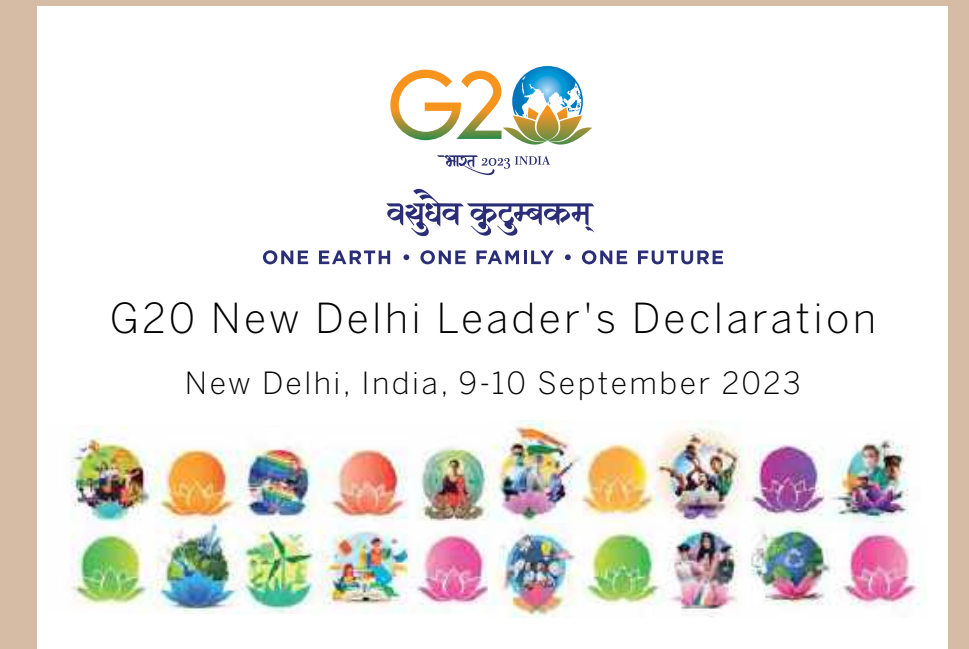 G20
भारत 2023 INDIA
वसुधैव कुटुम्बकम्
ONE EARTH • ONE FAMILY • ONE FUTURE
G20 New Delhi Leader's Declaration
New Delhi, India, 9-10 September 2023